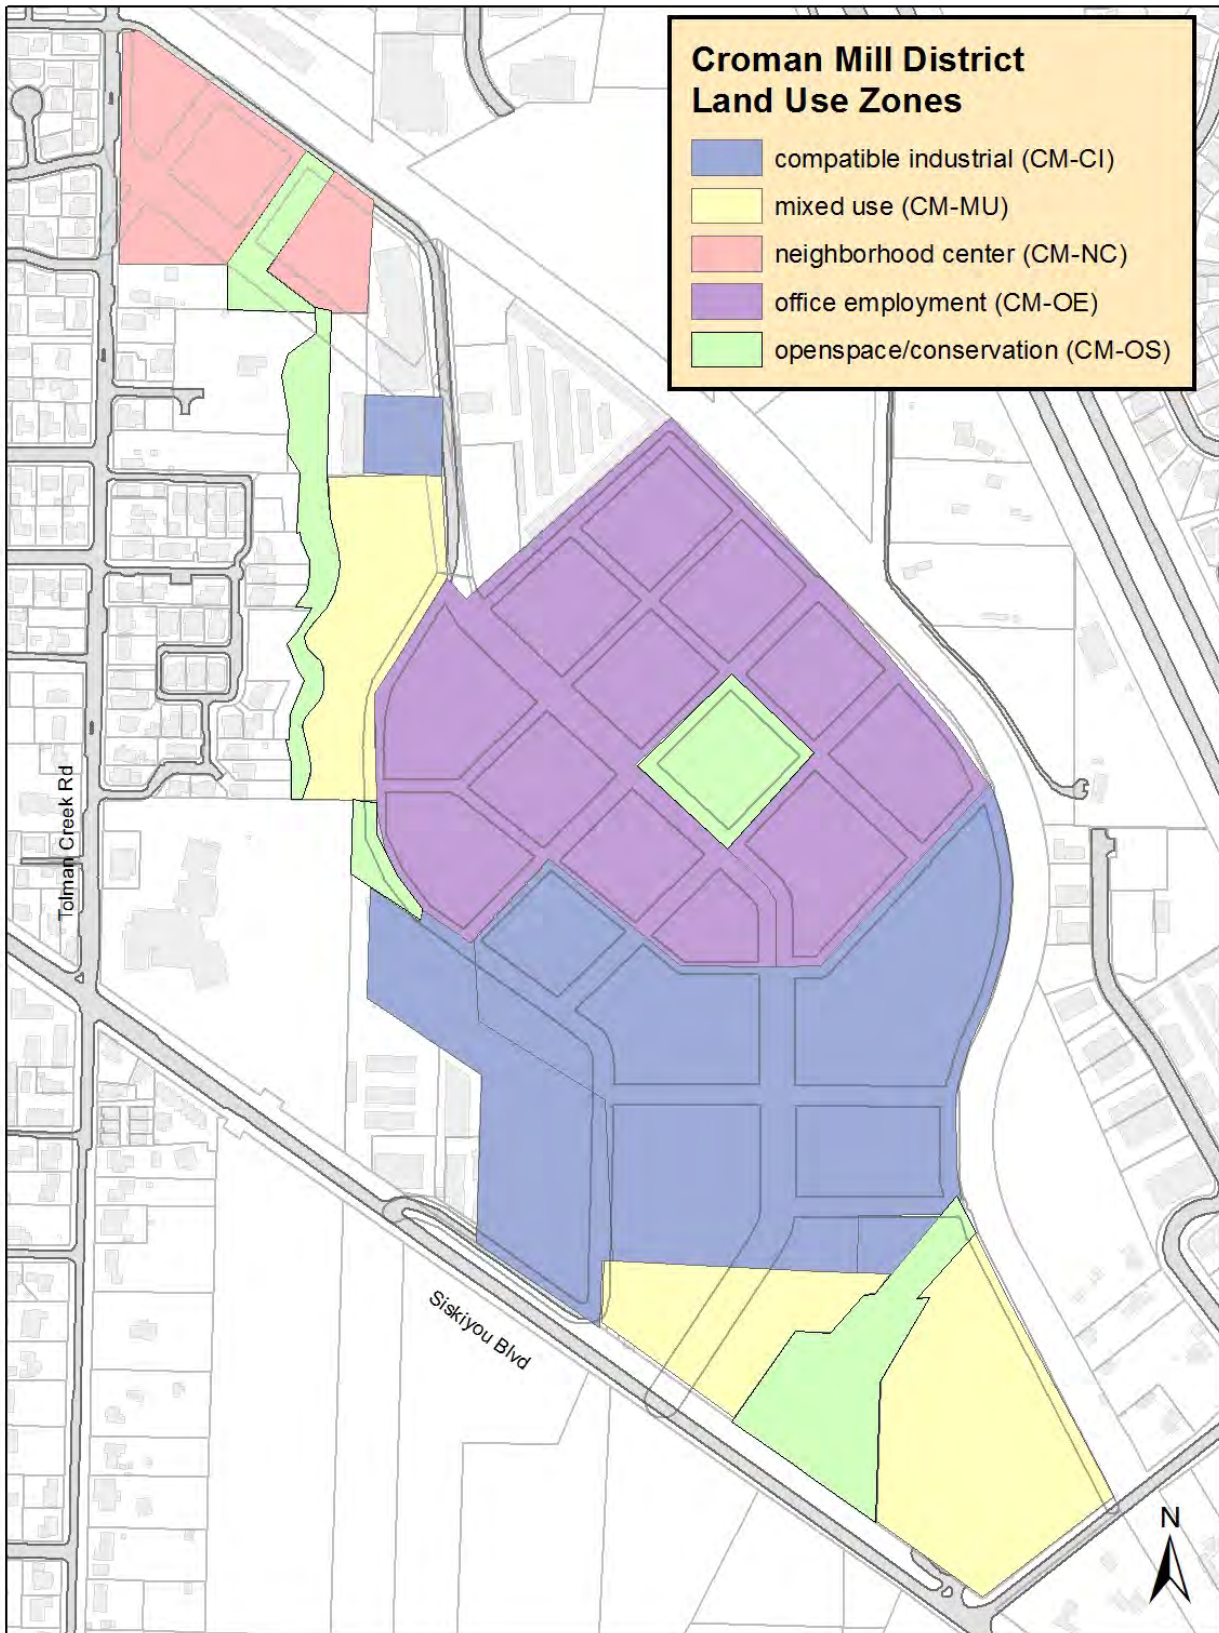 Croman Mill District
Land Use Zones
compatible industrial (CM-CI)
mixed use (CM-MU)
neighborhood center (CM-NC)
office employment (CM-OE)
openspace/conservation (CM-OS)
Tolman Creek Rd
Siskiyou Blvd
N